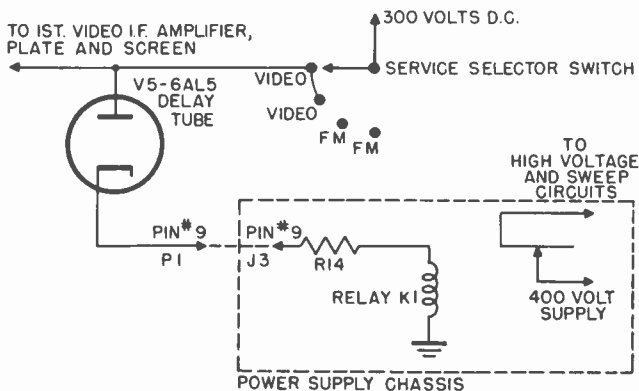 TO 1ST. VIDEO I.F. AMPLIFIER,
PLATE AND SCREEN
300 VOLTS D.C.
SERVICE SELECTOR SWITCH
VIDEO
VIDEO
FM
FM
V5-6AL5
DELAY
TUBE
TO
HIGH VOLTAGE
AND SWEEP
CIRCUITS
PIN#9
P1
PIN#9
J3
R14
RELAY K1
400 VOLT
SUPPLY
POWER SUPPLY CHASSIS